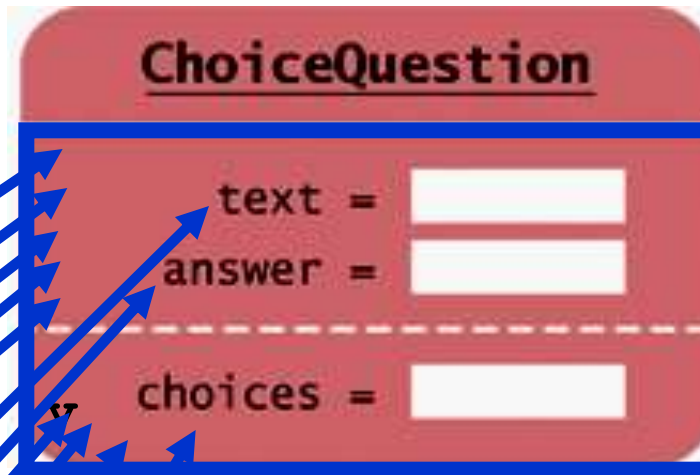 ChoiceQuestion
text =
answer =
choices =